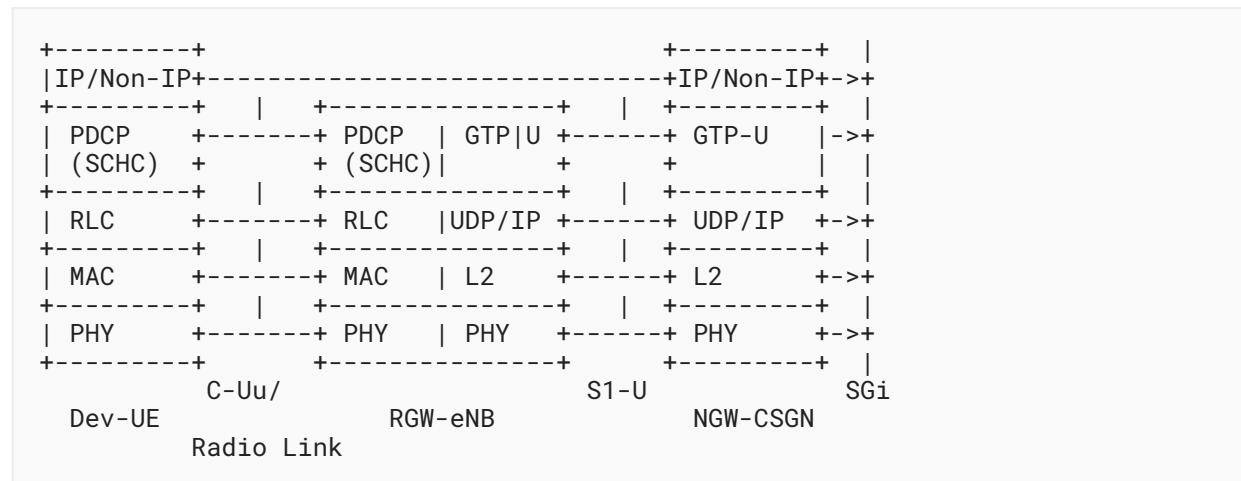 +---------+                               +---------+  |
|IP/Non-IP+-------------------------------+IP/Non-IP+->+
+---------+   |   +---------------+   |   +---------+  |
| PDCP    +-------+ PDCP  | GTP|U +------+ GTP-U   |->+
| (SCHC)  +       + (SCHC)|       +      +         |  |
+---------+   |   +---------------+   |  +---------+  |
| RLC     +-------+ RLC   |UDP/IP +------+ UDP/IP  +->+
+---------+   |   +---------------+   |  +---------+  |
| MAC     +-------+ MAC   | L2    +------+ L2      +->+
+---------+   |   +---------------+   |  +---------+  |
| PHY     +-------+ PHY   | PHY   +------+ PHY     +->+
+---------+       +---------------+      +---------+  |
           C-Uu/                    S1-U             SGi
  Dev-UE               RGW-eNB             NGW-CSGN
          Radio Link